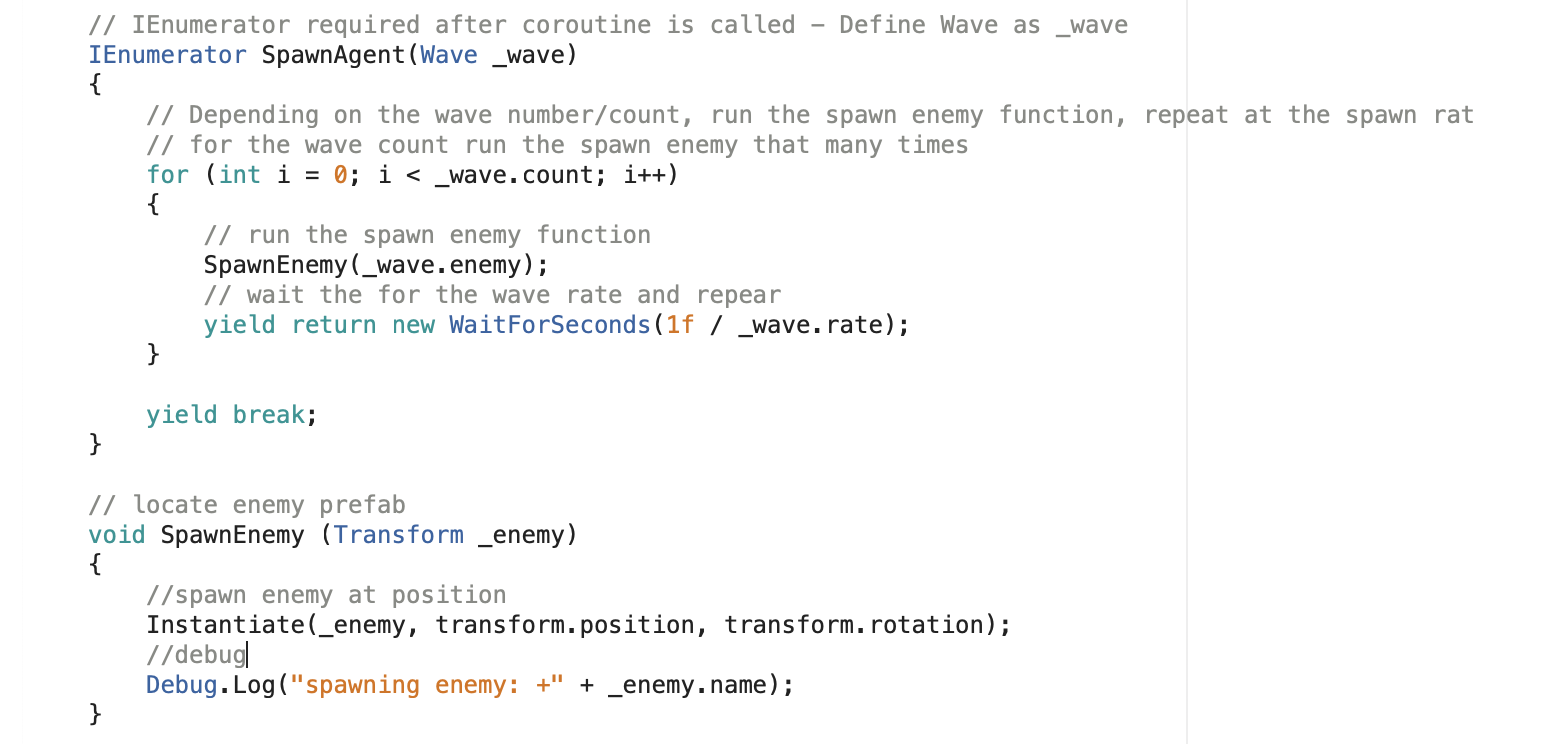 // IEnumerator required after coroutine is called – Define Wave as _wave
IEnumerator SpawnAgent(Wave _wave)
{
// Depending on the wave number/count, run the spawn enemy function, repeat at the spawn rat
// for the wave count run the spawn enemy that many times
for (int i = 0; i < _wave.count; i++)
{
// run the spawn enemy function
SpawnEnemy(_wave.enemy);
// wait the for the wave rate and repear
yield return new WaitForSeconds(1f / _wave.rate);
}
yield break;
}
// locate enemy prefab
void SpawnEnemy (Transform _enemy)
{
//spawn enemy at position
Instantiate(_enemy, transform.position, transform.rotation);
//debug
Debug.Log("spawning enemy: +" + _enemy.name);
}